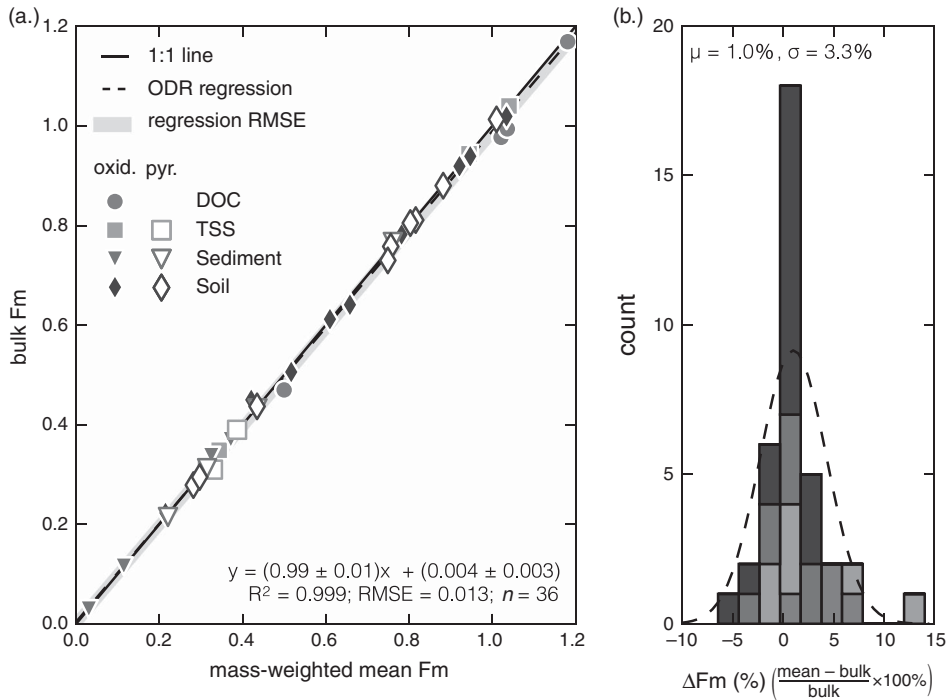 (a.)
1.2
1.0
0.8
0.6
0.4
0.2
0.0
bulk Fm
1:1 line
ODR regression
regression RMSE
oxid. pyr.
DOC
TSS
Sediment
Soil
y = (0.99 ± 0.01)x + (0.004 ± 0.003)
R² = 0.999; RMSE = 0.013; n = 36
0.0 0.2 0.4 0.6 0.8 1.0 1.2
mass-weighted mean Fm
(b.)
20
15
10
5
0
count
μ = 1.0% , σ = 3.3%
−10 −5 0 5 10 15
ΔFm (%) (mean − bulk / bulk ×100%)